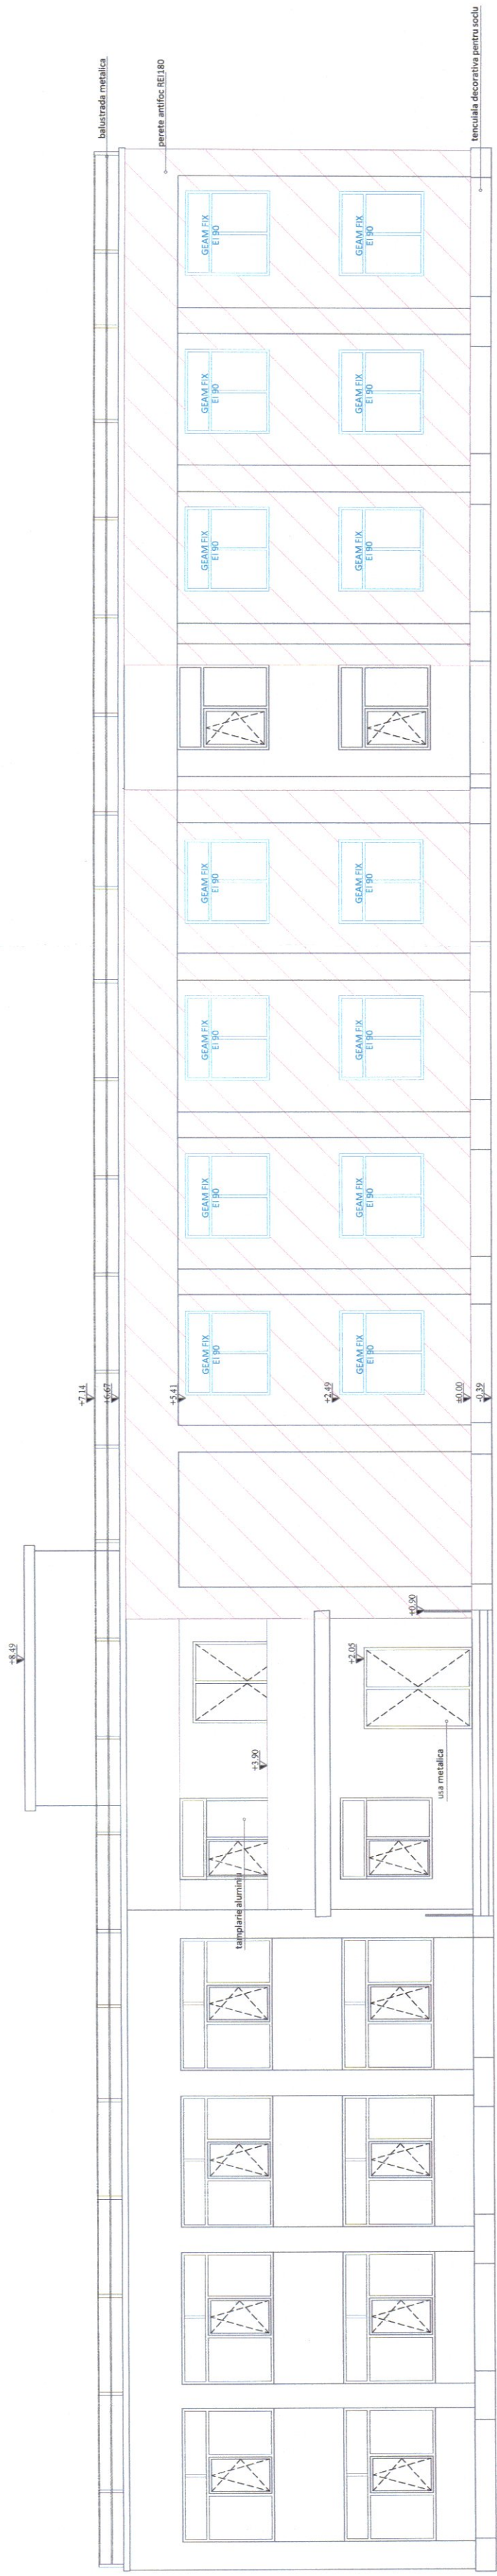 balustrada metalica
perete antifoc REI180
tencuiala decorativa pentru soclu
GEAM FIX
EI 90
GEAM FIX
EI 90
GEAM FIX
EI 90
GEAM FIX
EI 90
GEAM FIX
EI 90
GEAM FIX
EI 90
GEAM FIX
EI 90
GEAM FIX
EI 90
GEAM FIX
EI 90
GEAM FIX
EI 90
GEAM FIX
EI 90
GEAM FIX
EI 90
GEAM FIX
EI 90
GEAM FIX
EI 90
+7.14
+6.67
+5.41
+2.49
±0.00
-0.39
+8.49
+0.90
+2.05
+3.90
usa metalica
tamplarie aluminiu